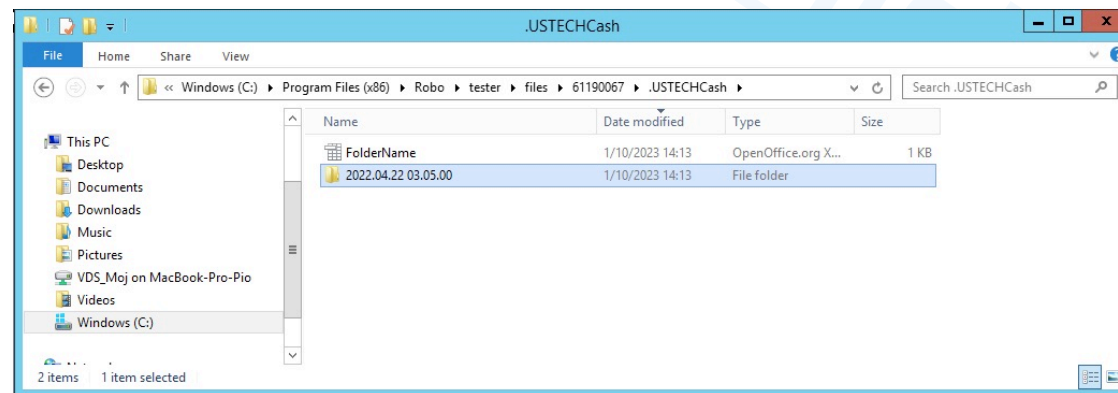 .USTECHCash
File Home Share View
« Windows (C:) Program Files (x86) Robo tester files 61190067 .USTECHCash Search .USTECHCash
Name Date modified Type Size
This PC
FolderName 1/10/2023 14:13 OpenOffice.org X... 1 KB
Desktop
2022.04.22 03.05.00 1/10/2023 14:13 File folder
Documents
Downloads
Music
Pictures
VDS_Moj on MacBook-Pro-Pio
Videos
Windows (C:)
2 items 1 item selected